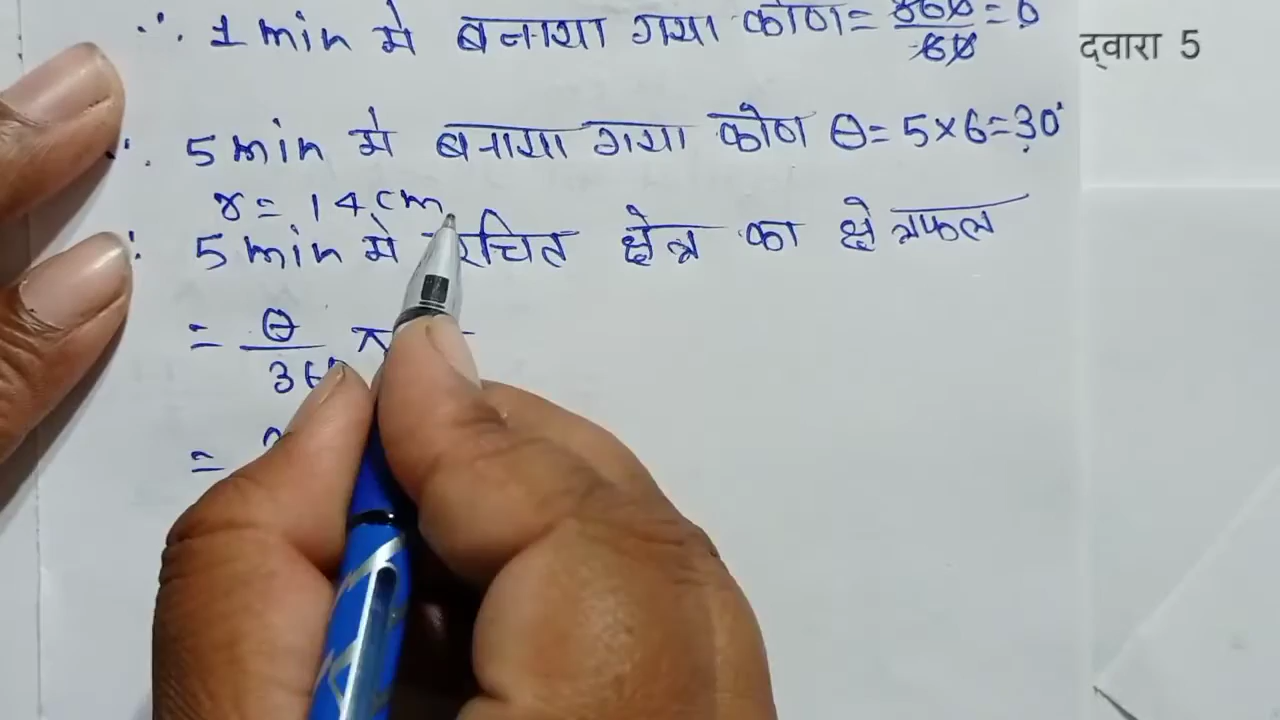 ∴ 1 min मे बनाया गया कोण = 360/60 = 6
द्वारा 5
∴ 5 min मे बनाया गया कोण θ = 5×6 = 30°
r = 14 cm
∴ 5 min मे रचित क्षेत्र का क्षेत्रफल
= θ/360 π
=